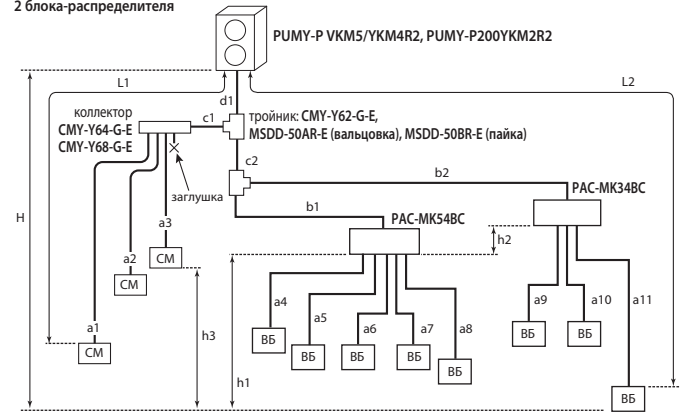 2 блока-распределителя
PUMY-P VKM5/YKM4R2, PUMY-P200YKM2R2
L1
L2
d1
коллектор
CMY-Y64-G-E
CMY-Y68-G-E
c1
тройник: CMY-Y62-G-E,
MSDD-50AR-E (вальцовка), MSDD-50BR-E (пайка)
c2
заглушка
b2
PAC-MK34BC
b1
PAC-MK54BC
H
h2
a3
a2
СМ
СМ
a1
СМ
h3
h1
a4
a5
a6
a7
a8
a9
a10
a11
ВБ
ВБ
ВБ
ВБ
ВБ
ВБ
ВБ
ВБ